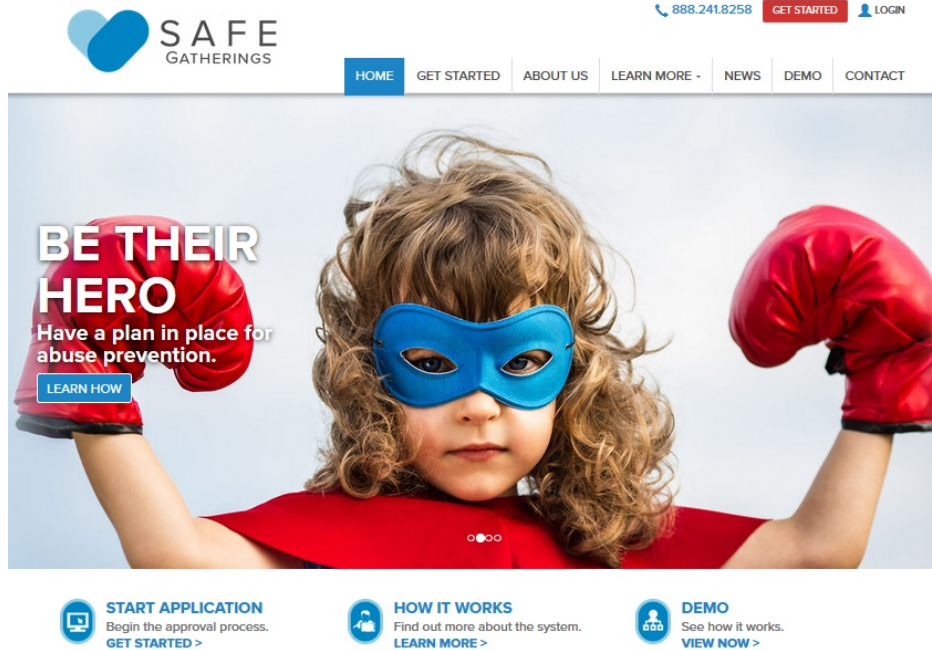 SAFE
GATHERINGS
888.241.8258
GET STARTED
LOGIN
HOME
GET STARTED
ABOUT US
LEARN MORE
NEWS
DEMO
CONTACT
BE THEIR
HERO
Have a plan in place for
abuse prevention.
LEARN HOW
START APPLICATION
Begin the approval process.
GET STARTED >
HOW IT WORKS
Find out more about the system.
LEARN MORE >
DEMO
See how it works.
VIEW NOW >